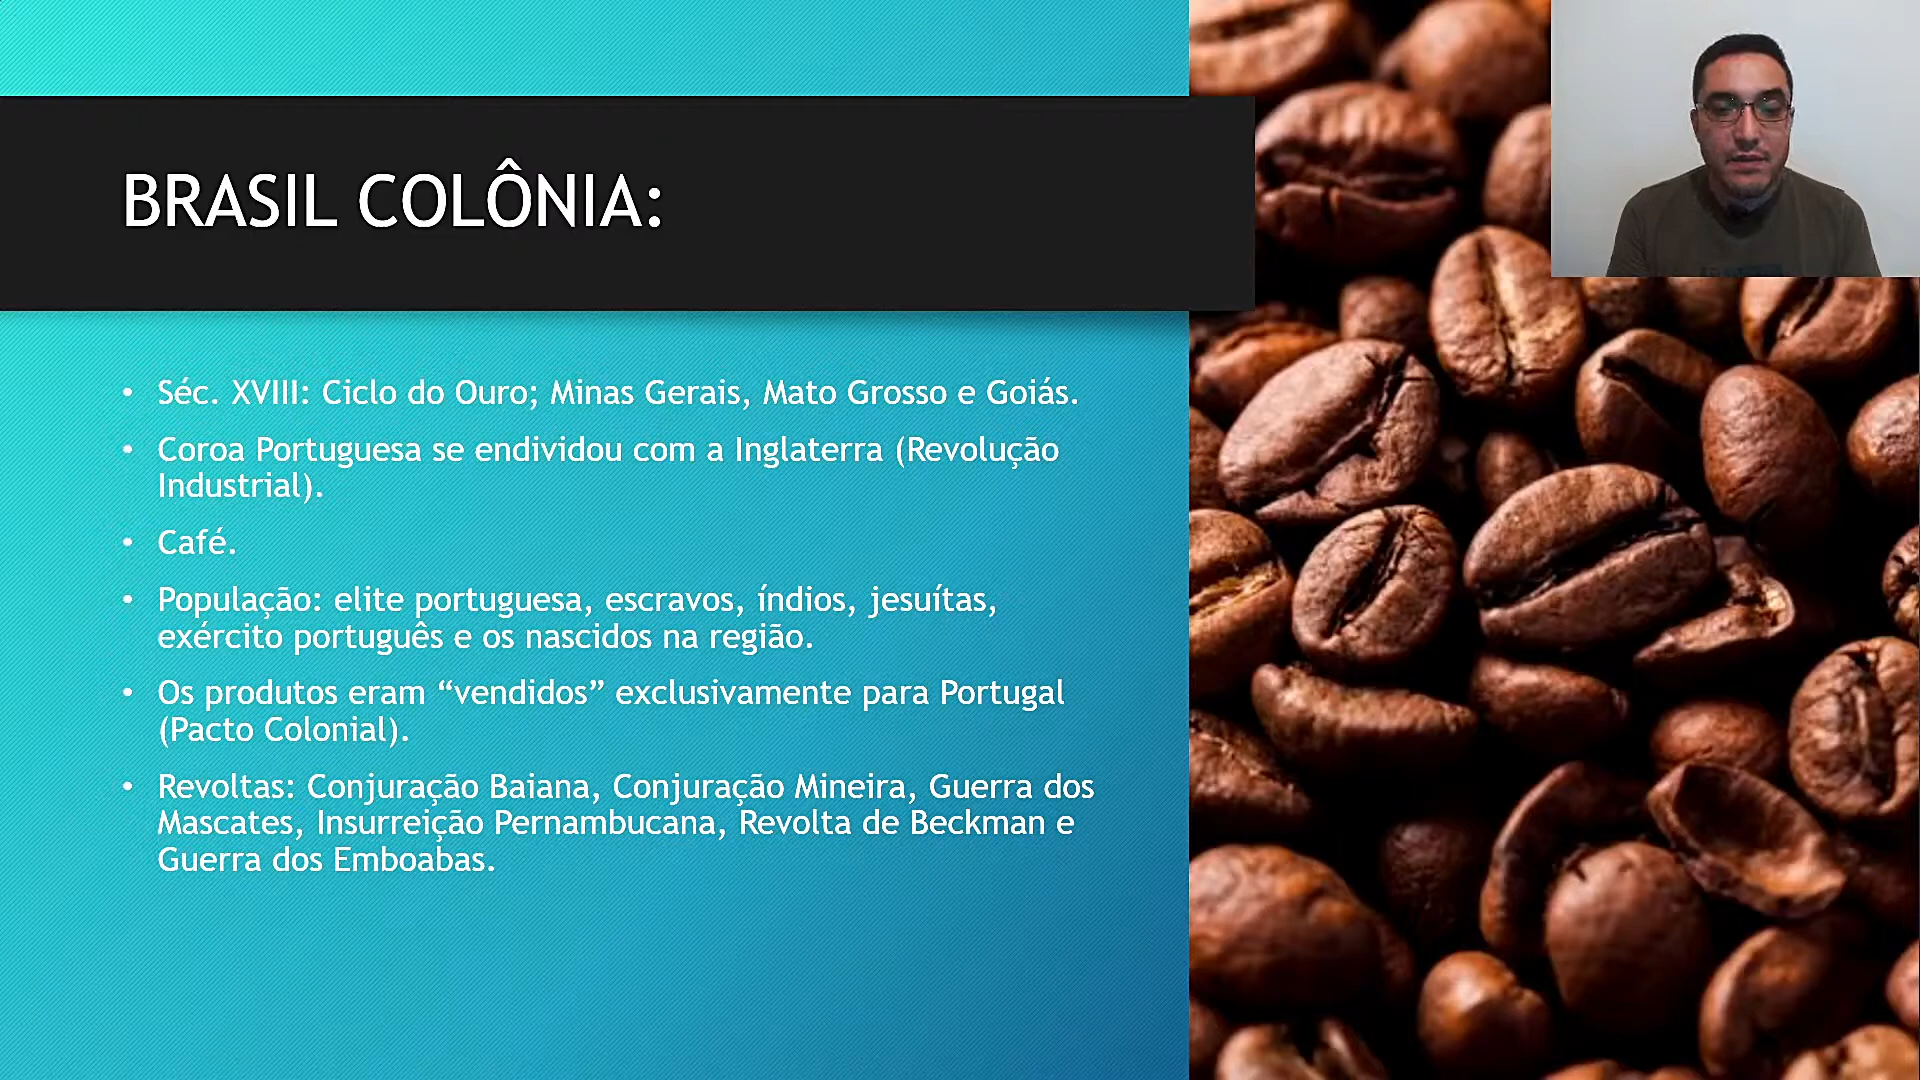 BRASIL COLÔNIA:
• Séc. XVIII: Ciclo do Ouro; Minas Gerais, Mato Grosso e Goiás.
• Coroa Portuguesa se endividou com a Inglaterra (Revolução
Industrial).
• Café.
• População: elite portuguesa, escravos, índios, jesuítas,
exército português e os nascidos na região.
• Os produtos eram “vendidos” exclusivamente para Portugal
(Pacto Colonial).
• Revoltas: Conjuração Baiana, Conjuração Mineira, Guerra dos
Mascates, Insurreição Pernambucana, Revolta de Beckman e
Guerra dos Emboabas.